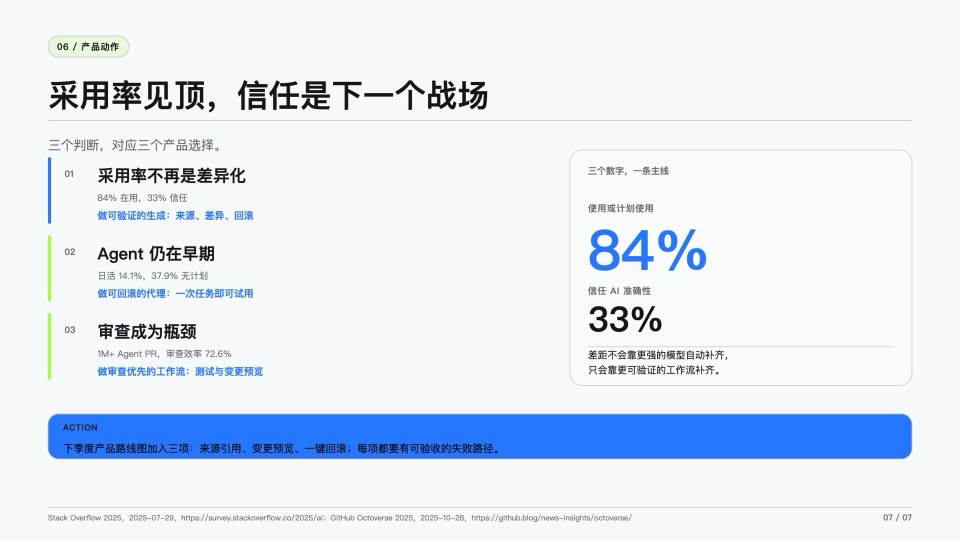 06 / 产品动作
采用率见顶，信任是下一个战场
三个判断，对应三个产品选择。
01
采用率不再是差异化
84% 在用，33% 信任
做可验证的生成：来源、差异、回滚
02
Agent 仍在早期
日活 14.1%，37.9% 无计划
做可回滚的代理：一次任务即可试用
03
审查成为瓶颈
1M+ Agent PR，审查效率 72.6%
做审查优先的工作流：测试与变更预览
三个数字，一条主线
使用或计划使用
84%
信任 AI 准确性
33%
差距不会靠更强的模型自动补齐，
只会靠更可验证的工作流补齐。
ACTION
下季度产品路线图加入三项：来源引用、变更预览、一键回滚；每项都要有可验收的失败路径。
Stack Overflow 2025，2025-07-29，https://survey.stackoverflow.co/2025/ai；GitHub Octoverse 2025，2025-10-28，https://github.blog/news-insights/octoverse/
07 / 07